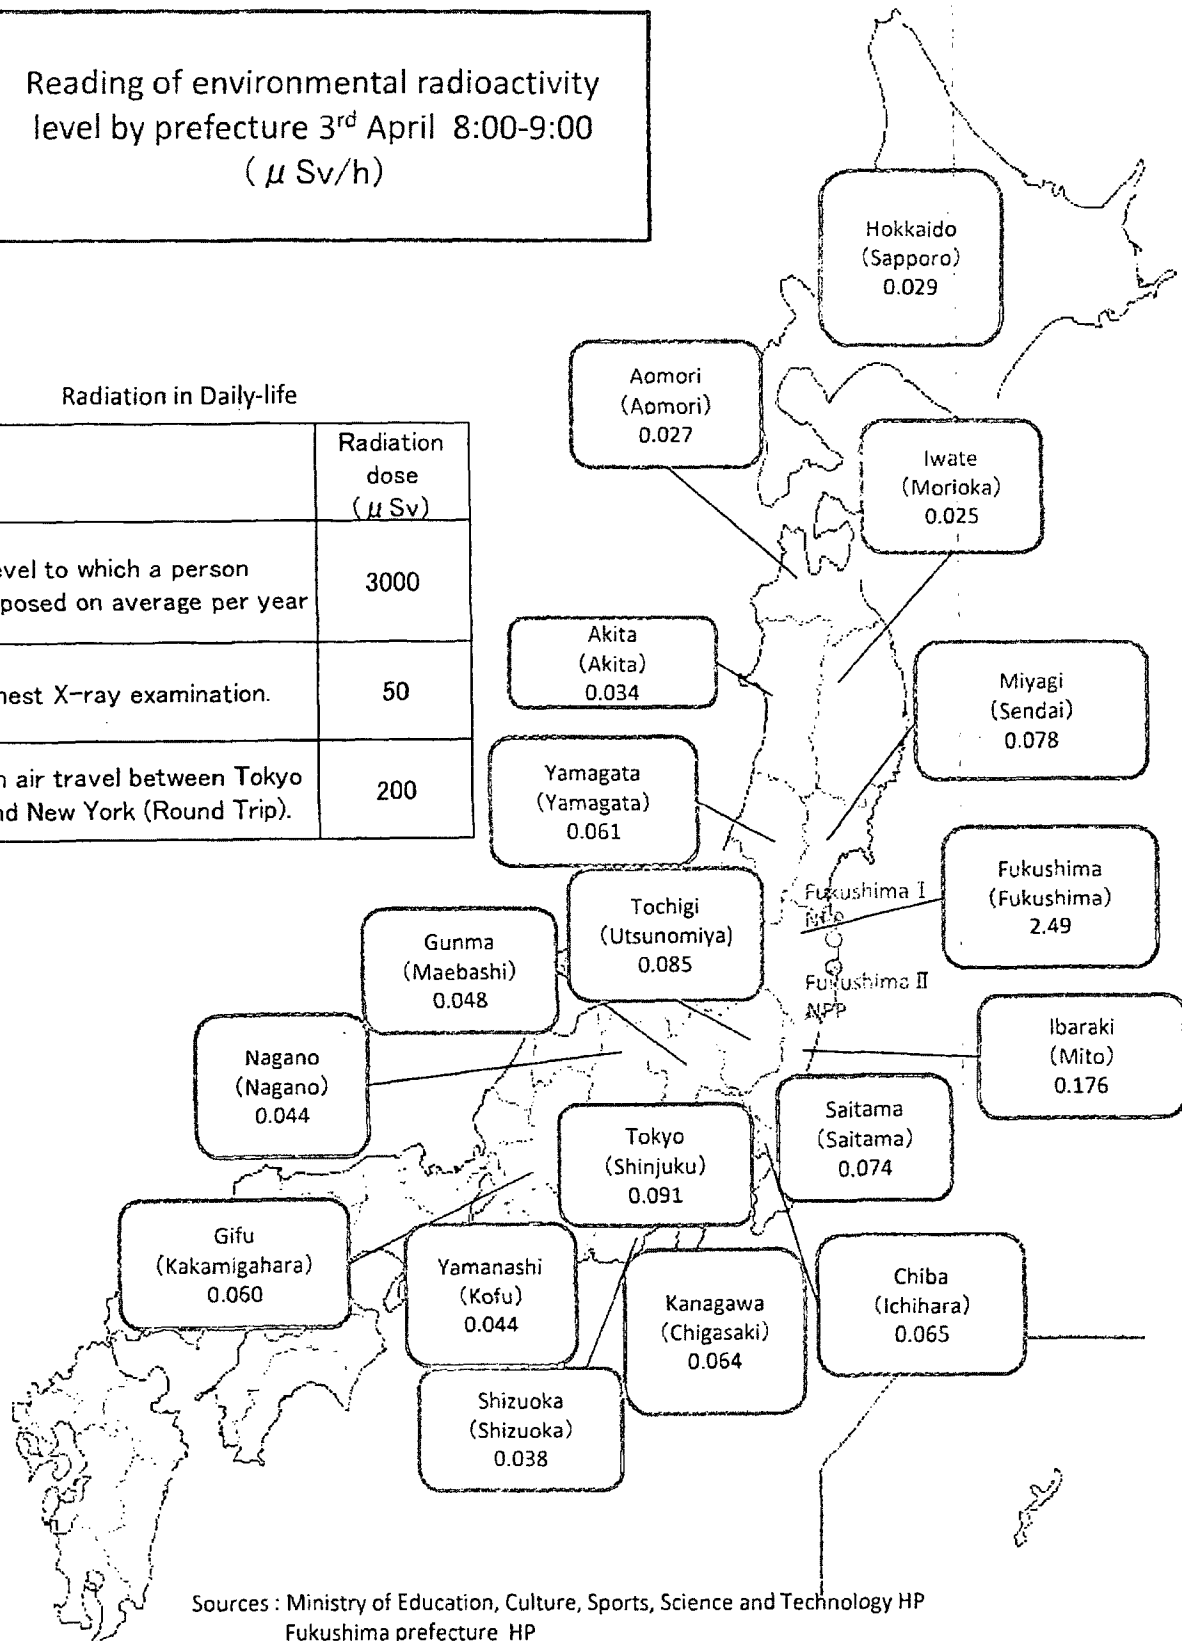 Reading of environmental radioactivity
level by prefecture 3rd April 8:00-9:00
(μ Sv/h)
Hokkaido
(Sapporo)
0.029
Aomori
(Aomori)
0.027
Iwate
(Morioka)
0.025
Radiation in Daily-life
Radiation
dose
(μ Sv)
evel to which a person
posed on average per year
3000
hest X-ray examination.
50
n air travel between Tokyo
nd New York (Round Trip).
200
Akita
(Akita)
0.034
Miyagi
(Sendai)
0.078
Yamagata
(Yamagata)
0.061
Fukushima
(Fukushima)
2.49
Fukushima I
NPP
Fukushima II
NPP
Tochigi
(Utsunomiya)
0.085
Gunma
(Maebashi)
0.048
Nagano
(Nagano)
0.044
Ibaraki
(Mito)
0.176
Saitama
(Saitama)
0.074
Tokyo
(Shinjuku)
0.091
Gifu
(Kakamigahara)
0.060
Yamanashi
(Kofu)
0.044
Kanagawa
(Chigasaki)
0.064
Chiba
(Ichihara)
0.065
Shizuoka
(Shizuoka)
0.038
Sources : Ministry of Education, Culture, Sports, Science and Technology HP
Fukushima prefecture HP